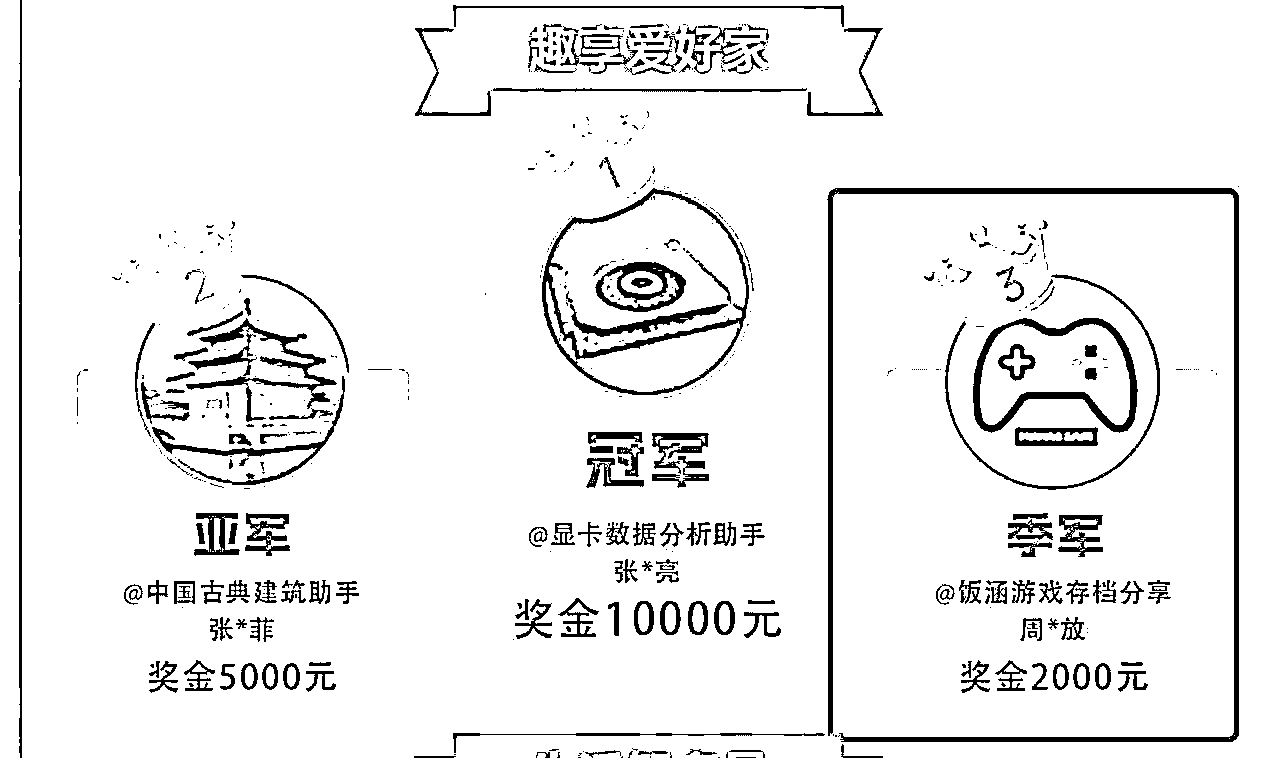 趣享爱好家
1
2
3
冠军
@显卡数据分析助手
张*亮
奖金10000元
亚军
@中国古典建筑助手
张*菲
奖金5000元
季军
@饭涵游戏存档分享
周*放
奖金2000元